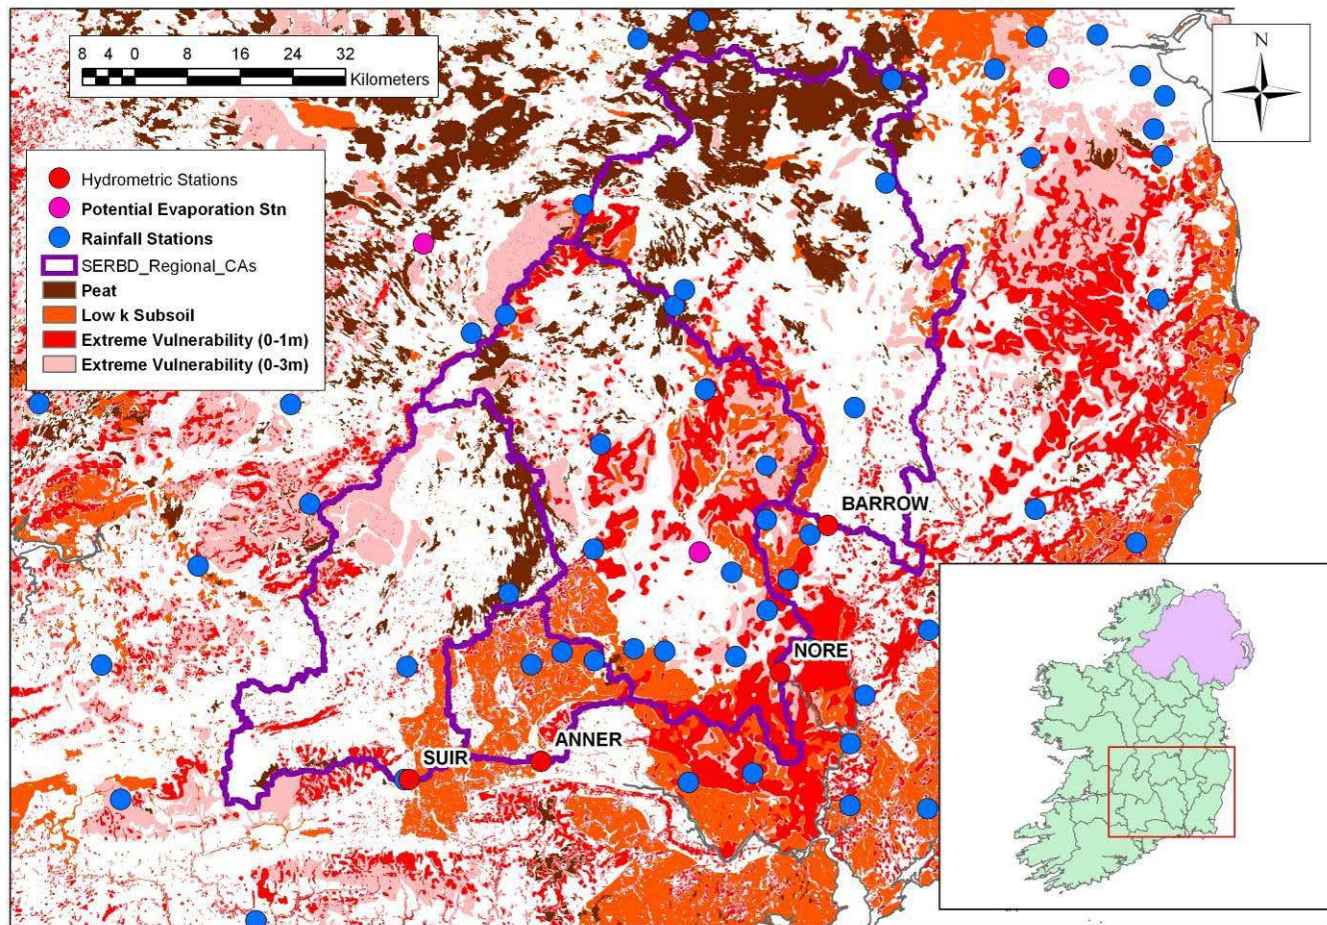 8 4 0 8 16 24 32
Kilometers
N
Hydrometric Stations
Potential Evaporation Stn
Rainfall Stations
SERBD_Regional_CAs
Peat
Low k Subsoil
Extreme Vulnerability (0-1m)
Extreme Vulnerability (0-3m)
BARROW
NORE
ANNER
SUIR